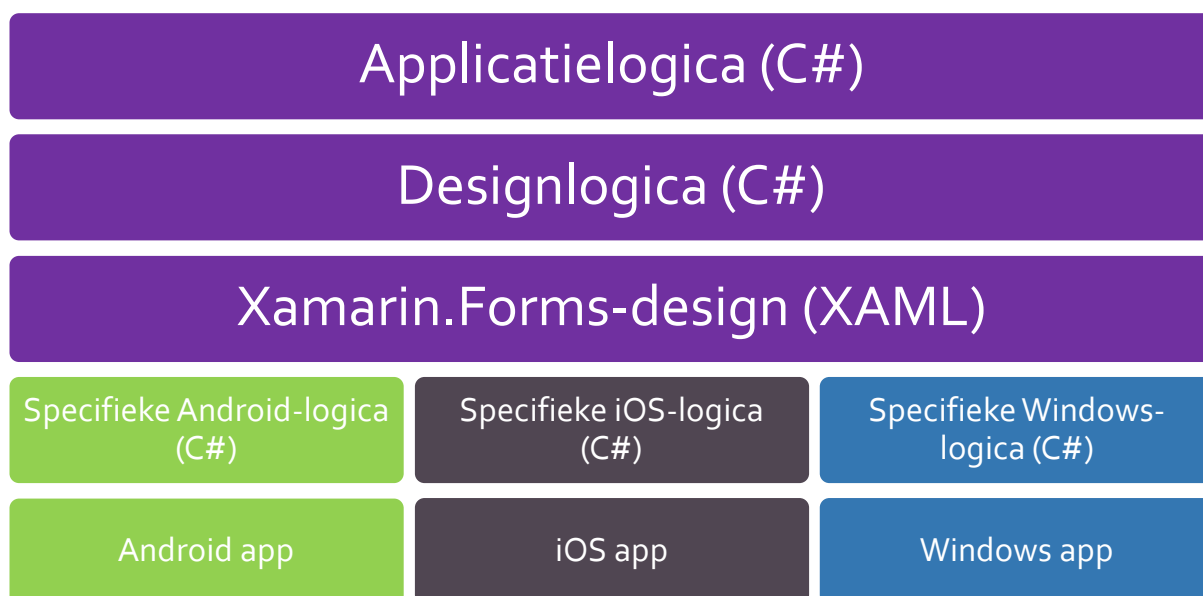 Applicatielogica (C#)
Designlogica (C#)
Xamarin.Forms-design (XAML)
Specifieke Android-logica
(C#)
Specifieke iOS-logica
(C#)
Specifieke Windows-
logica (C#)
Android app
iOS app
Windows app